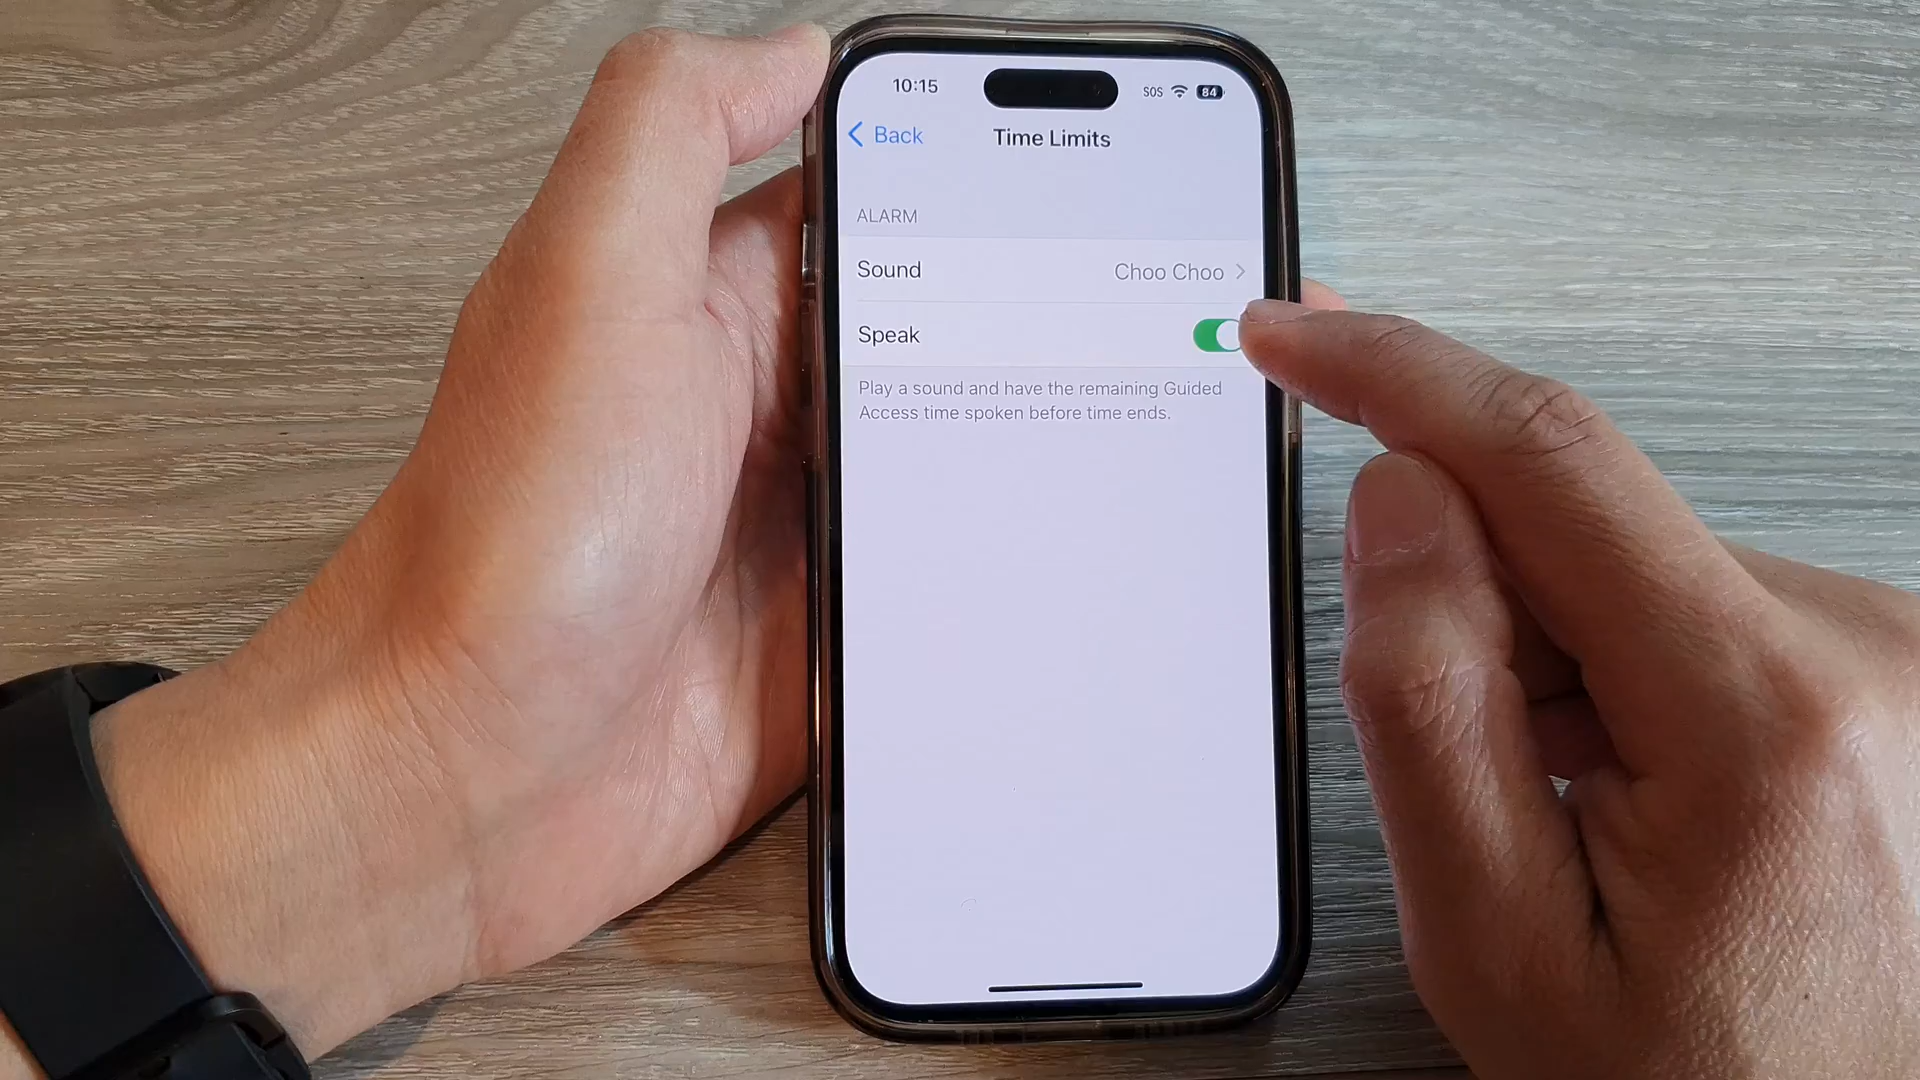 10:15
SOS
84
Back
Time Limits
ALARM
Sound
Choo Choo
Speak
Play a sound and have the remaining Guided
Access time spoken before time ends.